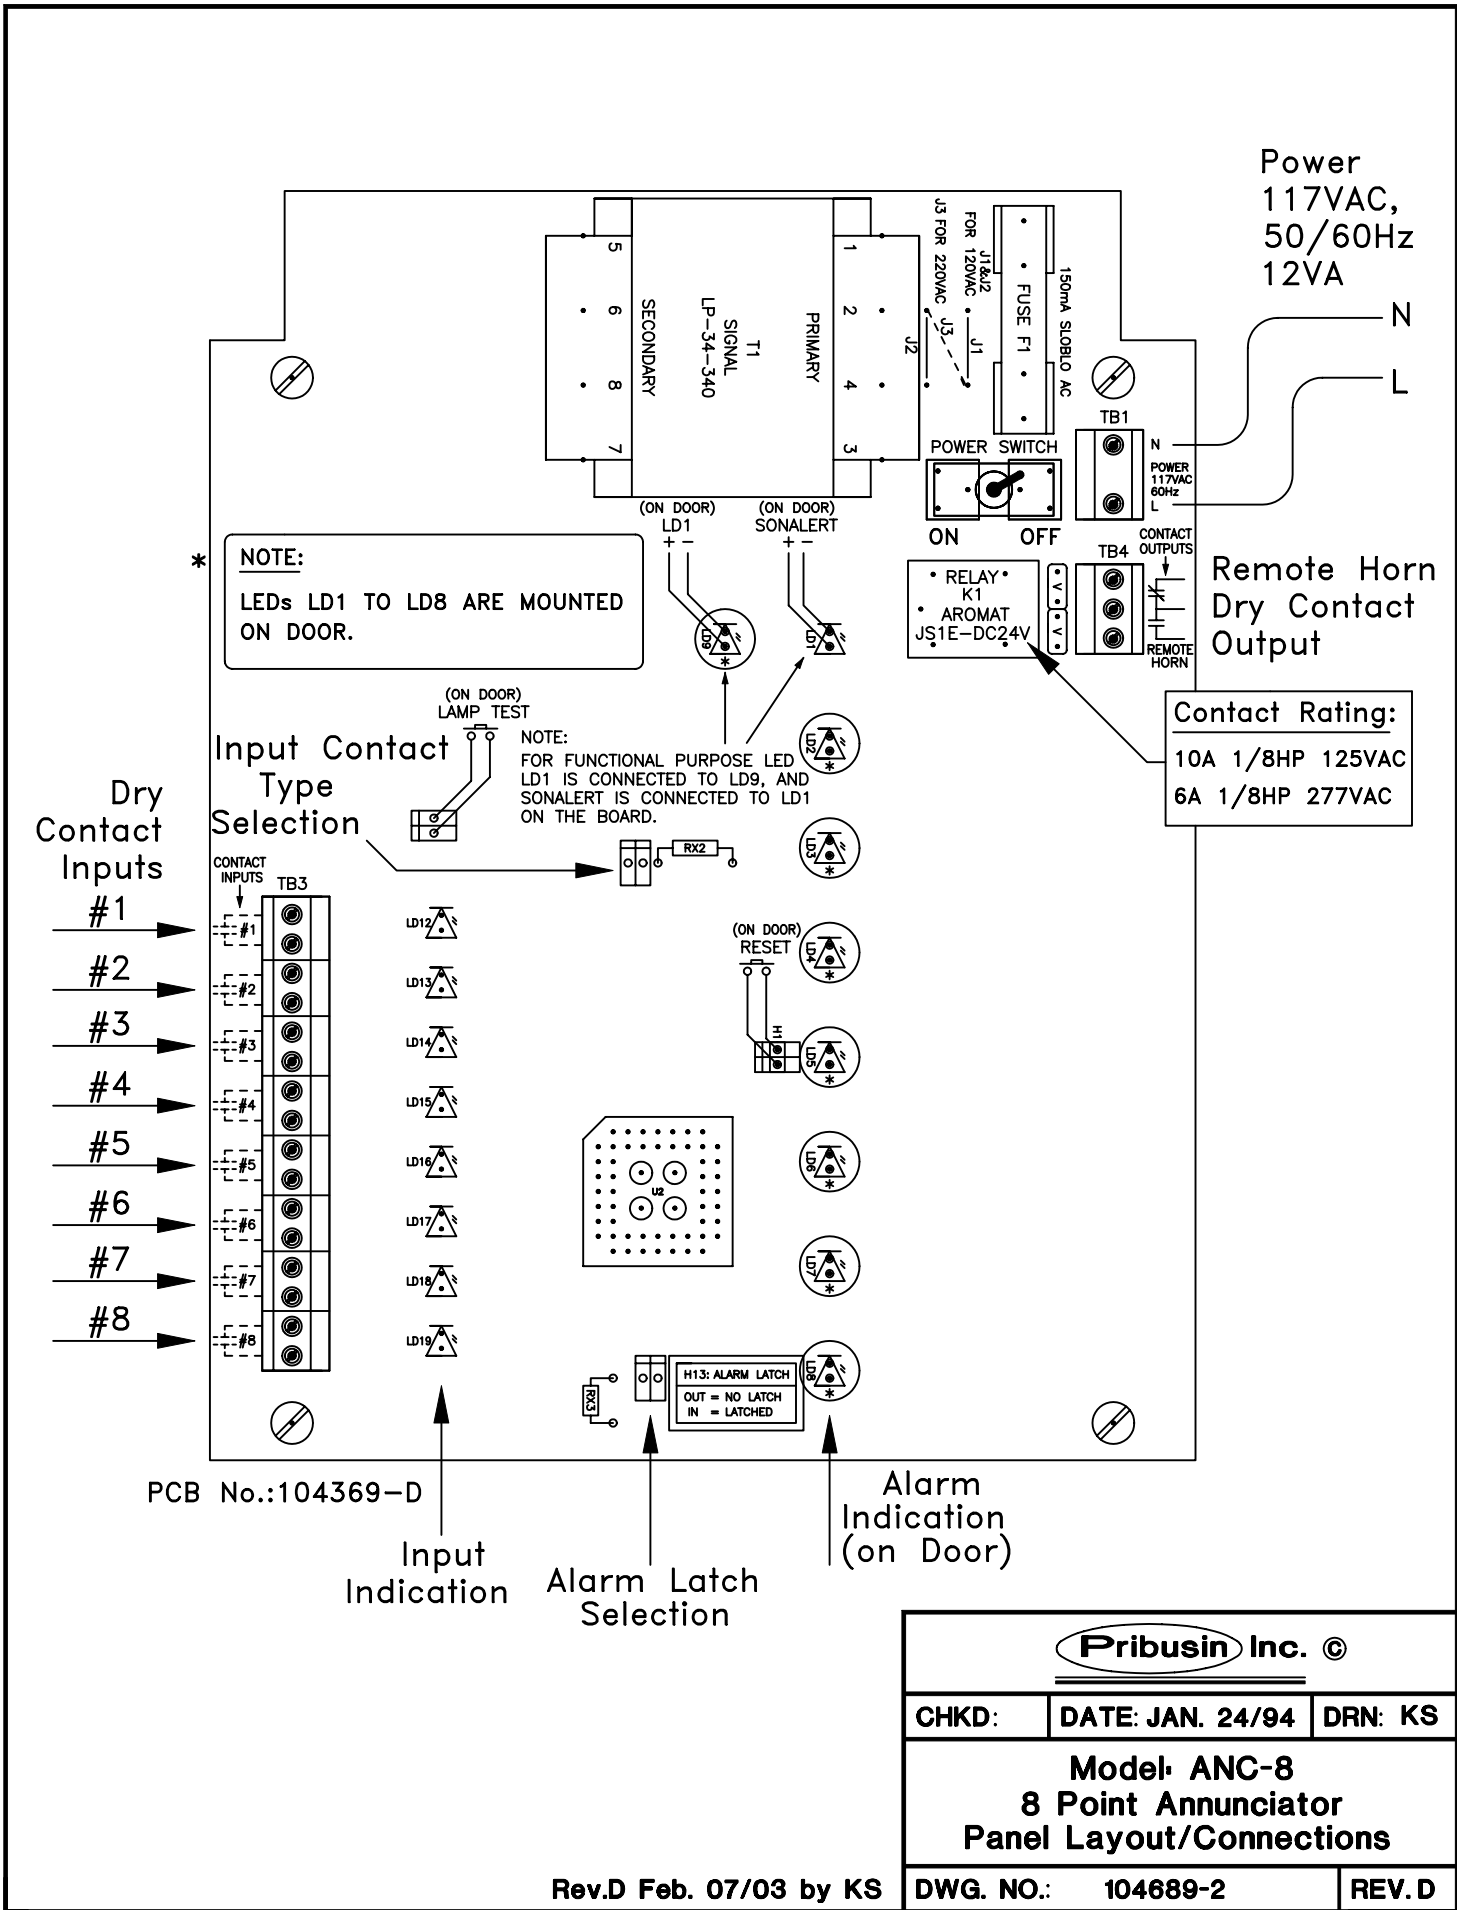 Power
117VAC,
50/60Hz
12VA
N
L
5
6
8
7
SECONDARY
T1
SIGNAL
LP-34-340
PRIMARY
1
2
4
3
J3 FOR 220VAC
FOR 120VAC
J1&J2
J3
J1
J2
FUSE F1
150mA SLOBLO AC
POWER SWITCH
ON OFF
TB1
N
POWER
117VAC
60Hz
L
(ON DOOR)
LD1
+ -
(ON DOOR)
SONALERT
+ -
* NOTE:
LEDs LD1 TO LD8 ARE MOUNTED
ON DOOR.
RELAY
K1
AROMAT
JS1E-DC24V
V
V
TB4
CONTACT
OUTPUTS
REMOTE
HORN
Remote Horn
Dry Contact
Output
LD9
*
LD1
Contact Rating:
10A 1/8HP 125VAC
6A 1/8HP 277VAC
(ON DOOR)
LAMP TEST
NOTE:
FOR FUNCTIONAL PURPOSE LED
LD1 IS CONNECTED TO LD9, AND
SONALERT IS CONNECTED TO LD1
ON THE BOARD.
LD2
*
Input Contact
Type
Selection
Dry
Contact
Inputs
RX2
LD3
*
CONTACT
INPUTS
TB3
#1
#1
LD12
#2
#2
LD13
#3
#3
LD14
#4
#4
LD15
#5
#5
LD16
#6
#6
LD17
#7
#7
LD18
#8
#8
LD19
(ON DOOR)
RESET
H1
LD4
*
LD5
*
U2
LD6
*
LD7
*
RX3
H13: ALARM LATCH
OUT = NO LATCH
IN = LATCHED
LD8
*
PCB No.:104369-D
Input
Indication
Alarm Latch
Selection
Alarm
Indication
(on Door)
Pribusin Inc. ©
CHKD: DATE: JAN. 24/94 DRN: KS
Model: ANC-8
8 Point Annunciator
Panel Layout/Connections
Rev.D Feb. 07/03 by KS
DWG. NO.: 104689-2 REV. D